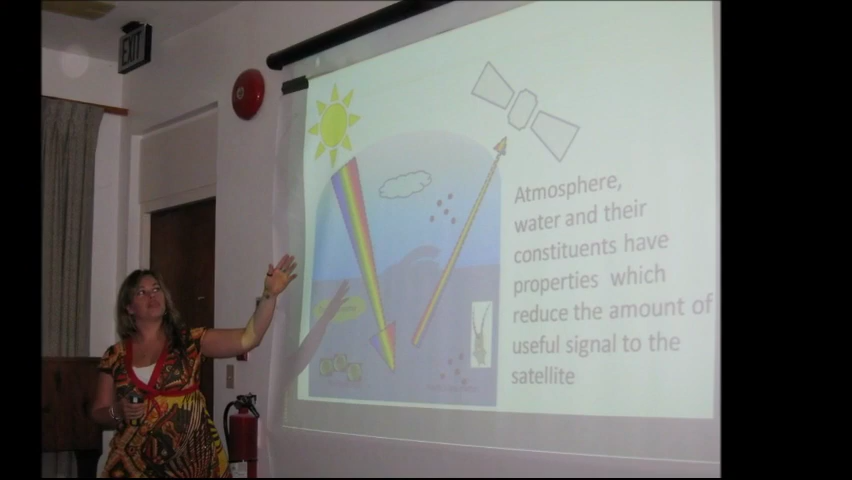 EXIT
Atmosphere,
water and their
constituents have
properties which
reduce the amount of
useful signal to the
satellite